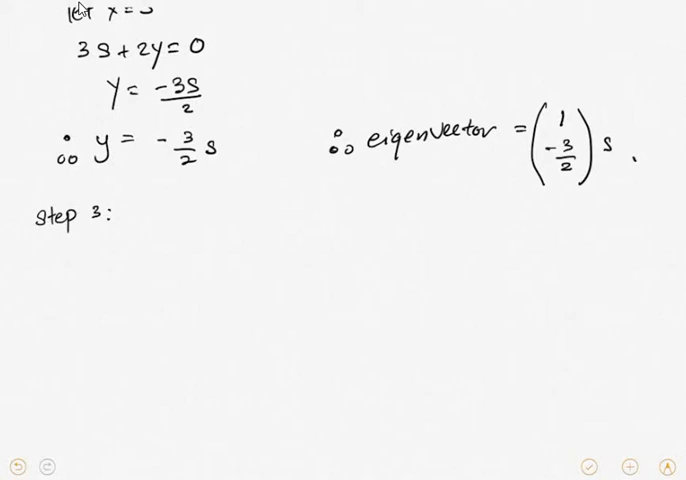 let x = s
3s + 2y = 0
y = -3s/2
∴ y = -3/2 s
∴ eigenvector = (1, -3/2) s.
step 3: